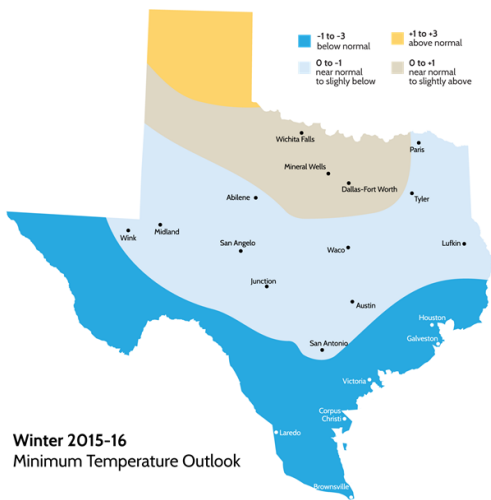 -1 to -3
below normal
+1 to +3
above normal
0 to -1
near normal
to slighly below
0 to +1
near normal
to slightly above
Wichita Falls
Paris
Mineral Wells
Dallas-Fort Worth
Abilene
Tyler
Wink
Midland
San Angelo
Waco
Lufkin
Junction
Austin
Houston
San Antonio
Galveston
Victoria
Corpus
Christi
Laredo
Brownsville
Winter 2015-16
Minimum Temperature Outlook